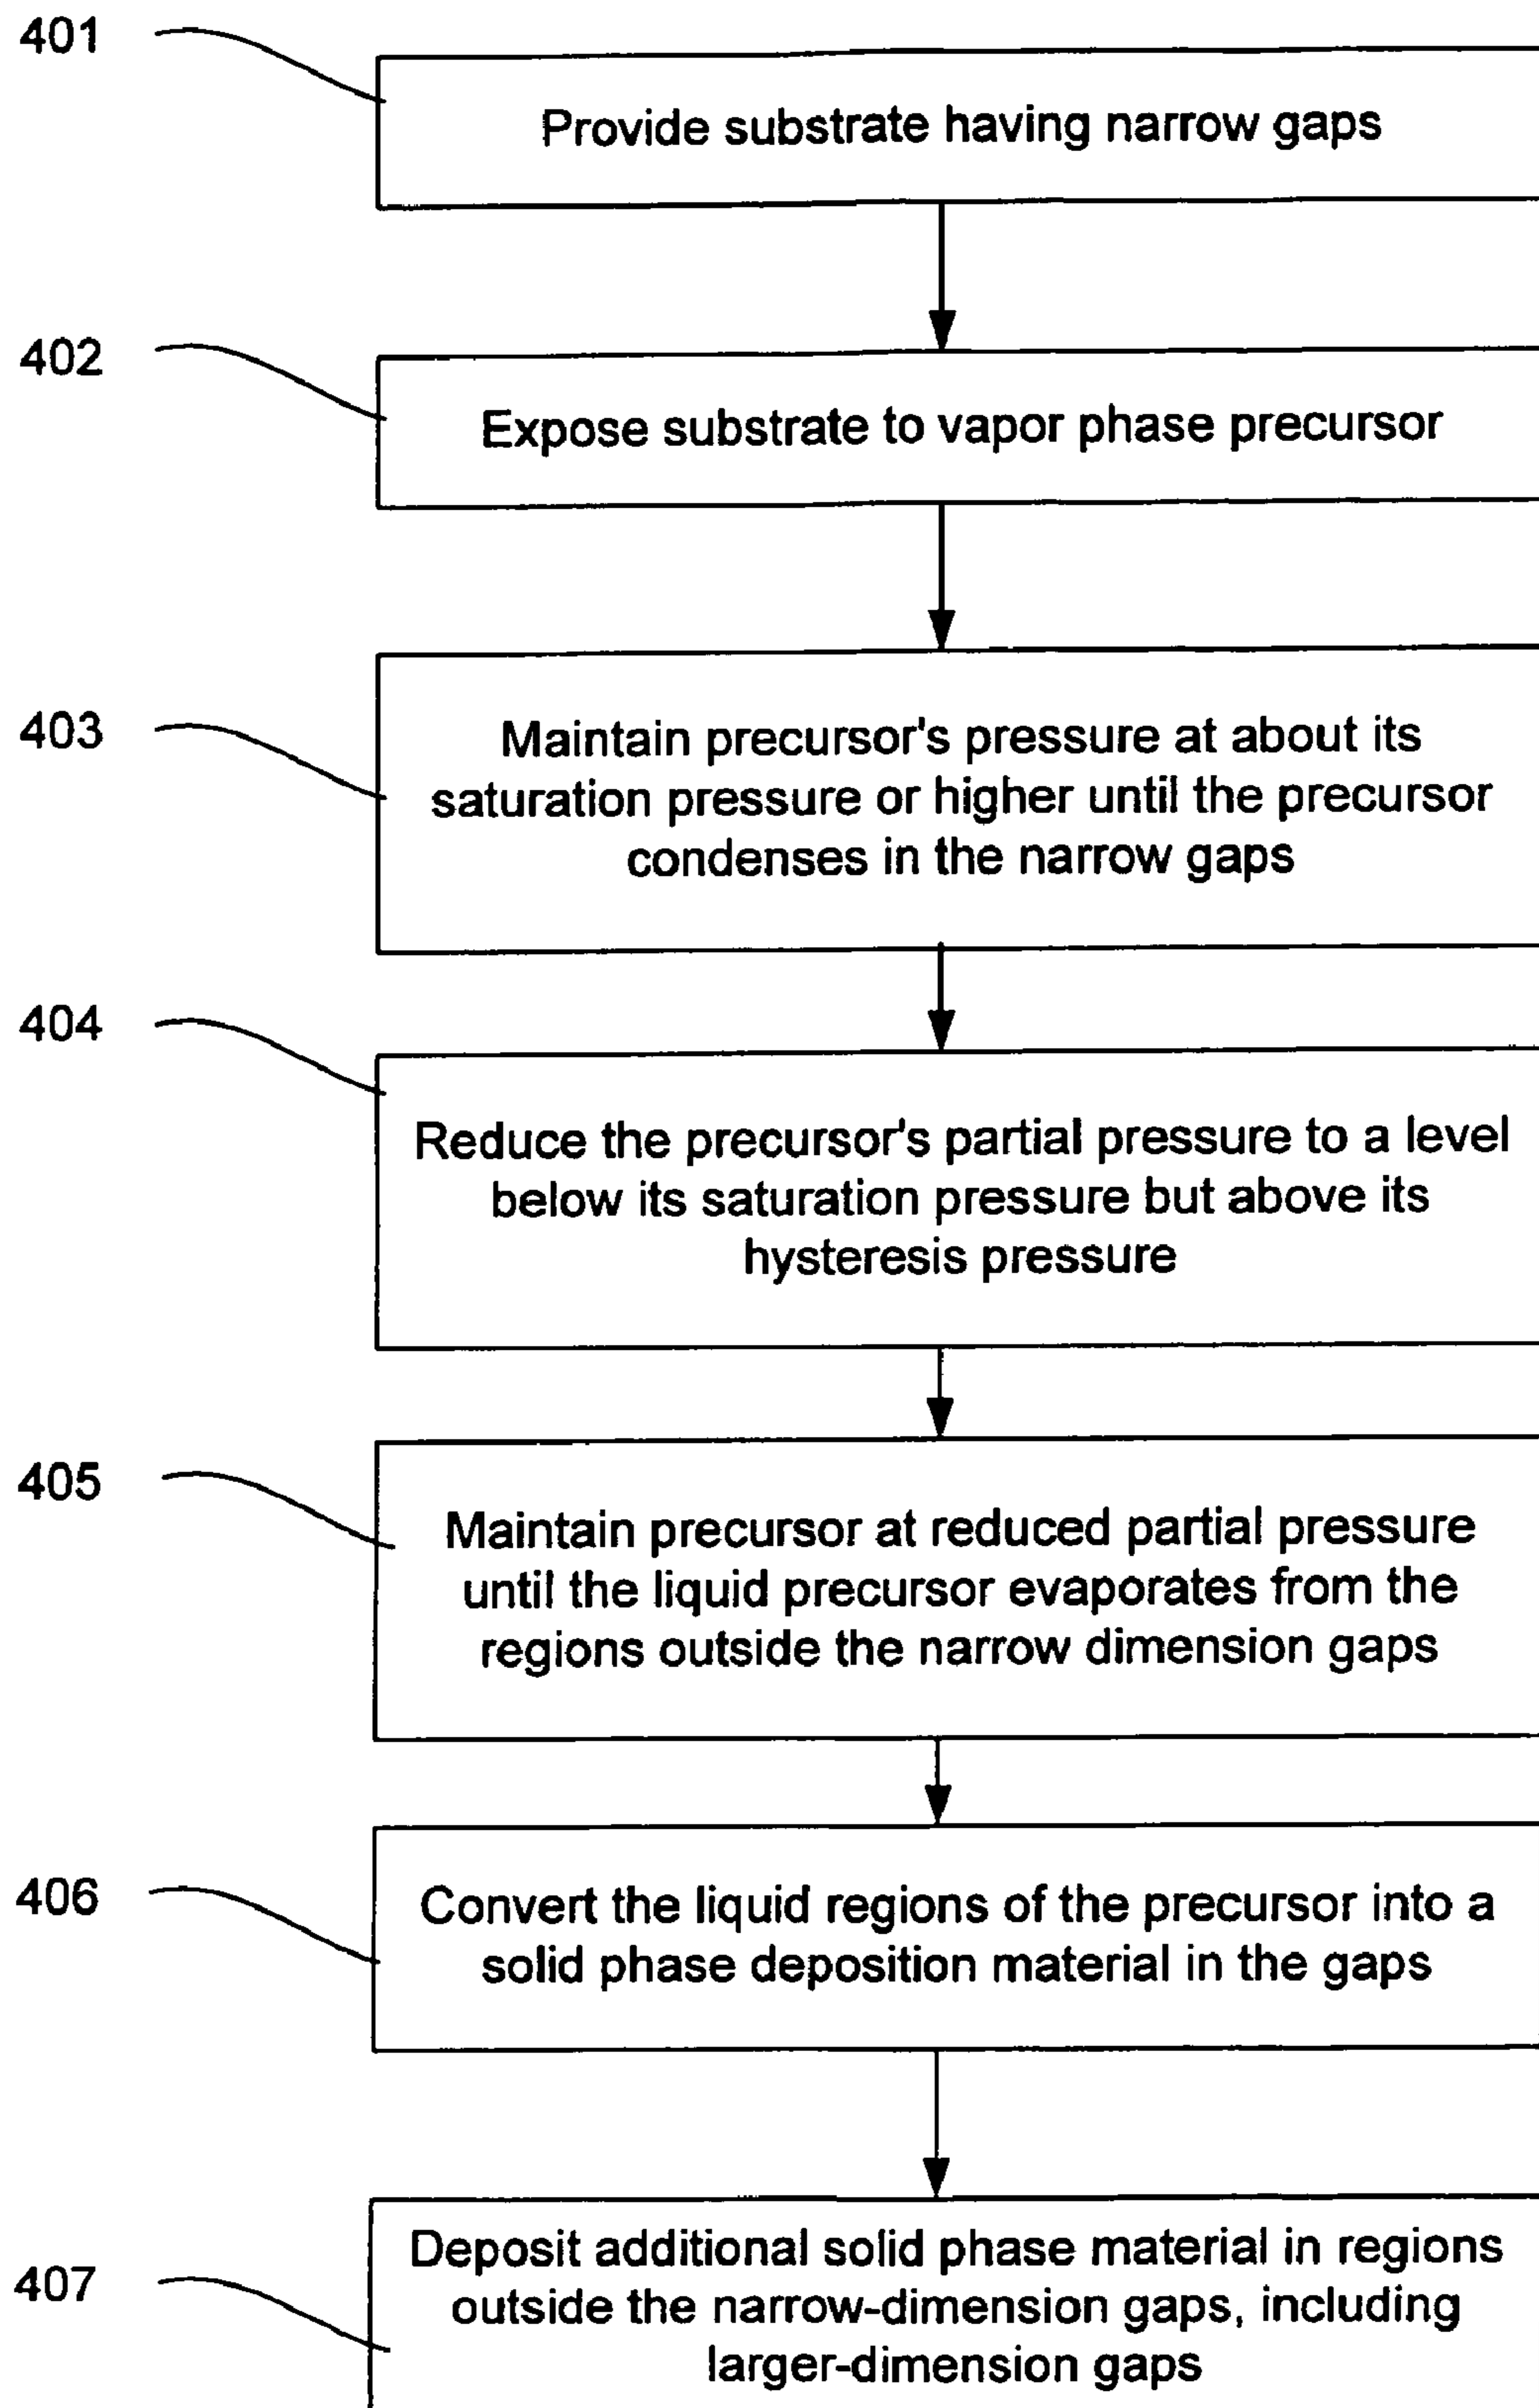 401
Provide substrate having narrow gaps
402
Expose substrate to vapor phase precursor
403
Maintain precursor's pressure at about its
saturation pressure or higher until the precursor
condenses in the narrow gaps
404
Reduce the precursor's partial pressure to a level
below its saturation pressure but above its
hysteresis pressure
405
Maintain precursor at reduced partial pressure
until the liquid precursor evaporates from the
regions outside the narrow dimension gaps
406
Convert the liquid regions of the precursor into a
solid phase deposition material in the gaps
407
Deposit additional solid phase material in regions
outside the narrow-dimension gaps, including
larger-dimension gaps